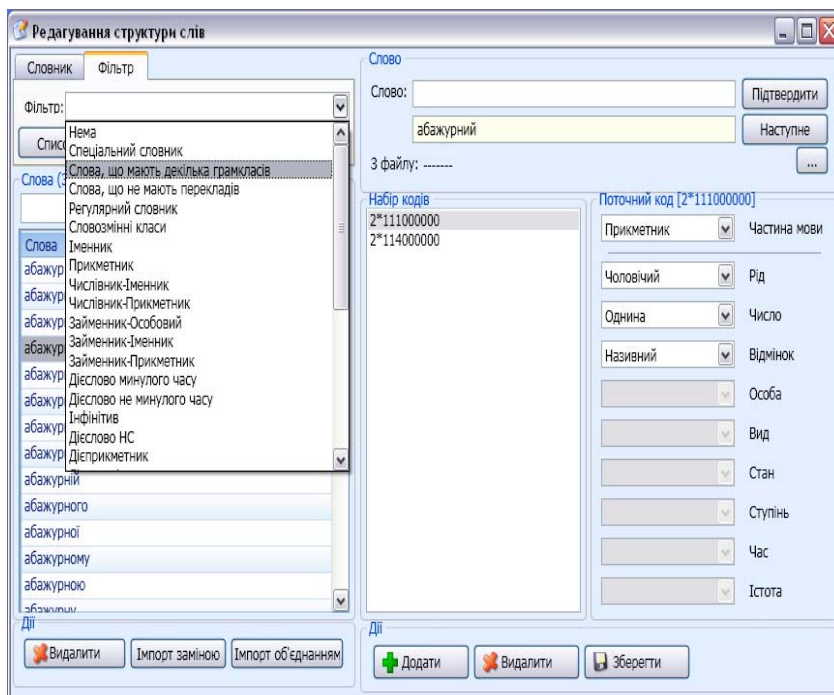 Редагування структури слів
Словник
Фільтр
Фільтр:
Нема
Спеціальний словник
Слова, що мають декілька грамкласів
Слова, що не мають перекладів
Регулярний словник
Словозмінні класи
Іменник
Прикметник
Числівник-Іменник
Числівник-Прикметник
Займенник-Особовий
Займенник-Іменник
Займенник-Прикметник
Дієслово минулого часу
Дієслово не минулого часу
Інфінітив
Дієслово НС
Дієприкметник
Слова
абажурній
абажурного
абажурної
абажурному
абажурною
абажурну
Дії
Видалити
Імпорт заміною
Імпорт об'єднанням
Слово
Слово:
Підтвердити
абажурний
Наступне
З файлу: -------
...
Набір кодів
2*111000000
2*114000000
Поточний код [2*111000000]
Прикметник Частина мови
Чоловічий Рід
Однина Число
Називний Відмінок
Особа
Вид
Стан
Ступінь
Час
Істота
Дії
Додати
Видалити
Зберегти